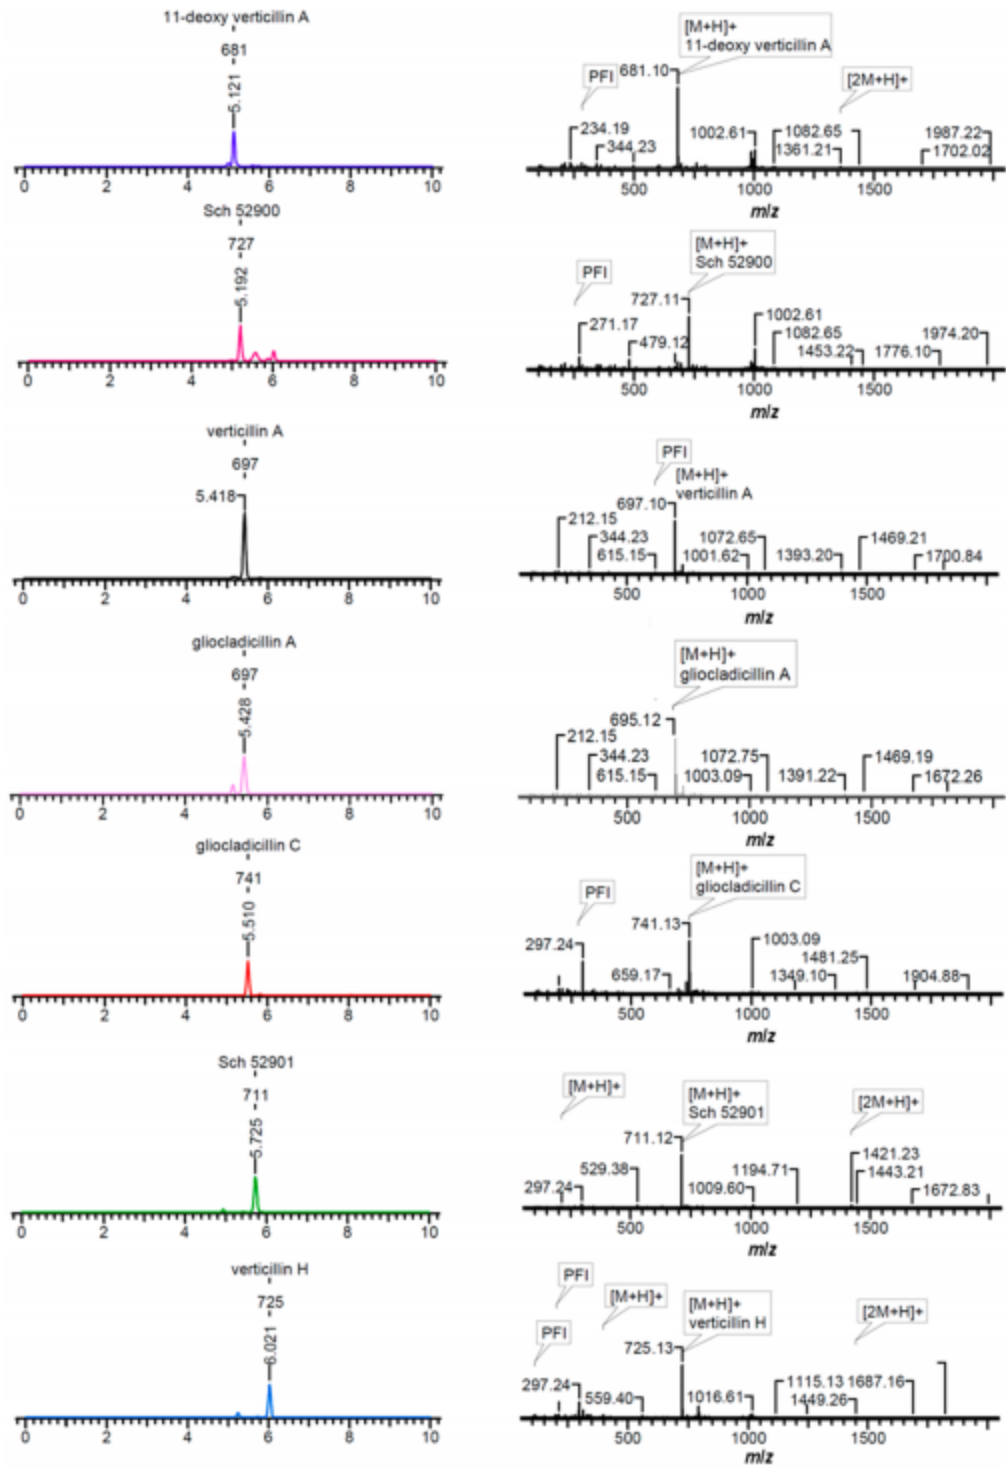 11-deoxy verticillin A
681
5.121
0 2 4 6 8 10
[M+H]+
11-deoxy verticillin A
PFI
681.10
[2M+H]+
234.19
344.23
1002.61
1082.65
1361.21
1987.22
1702.02
500 1000 1500
m/z
Sch 52900
727
5.192
0 2 4 6 8 10
[M+H]+
Sch 52900
PFI
727.11
271.17
479.12
1002.61
1082.65
1453.22
1776.10
1974.20
500 1000 1500
m/z
verticillin A
697
5.418
0 2 4 6 8 10
PFI
[M+H]+
verticillin A
697.10
212.15
344.23
615.15
1072.65
1001.62
1393.20
1469.21
1700.84
500 1000 1500
m/z
gliocladicillin A
697
5.428
0 2 4 6 8 10
[M+H]+
gliocladicillin A
695.12
212.15
344.23
615.15
1072.75
1003.09
1391.22
1469.19
1672.26
500 1000 1500
m/z
gliocladicillin C
741
5.510
0 2 4 6 8 10
[M+H]+
gliocladicillin C
PFI
741.13
297.24
659.17
1003.09
1481.25
1349.10
1904.88
500 1000 1500
m/z
Sch 52901
711
5.725
0 2 4 6 8 10
[M+H]+
[M+H]+
Sch 52901
[2M+H]+
711.12
529.38
297.24
1194.71
1009.60
1421.23
1443.21
1672.83
500 1000 1500
m/z
verticillin H
725
6.021
0 2 4 6 8 10
PFI
[M+H]+
[M+H]+
verticillin H
[2M+H]+
PFI
725.13
297.24
559.40
1016.61
1115.13
1687.16
1449.26
500 1000 1500
m/z